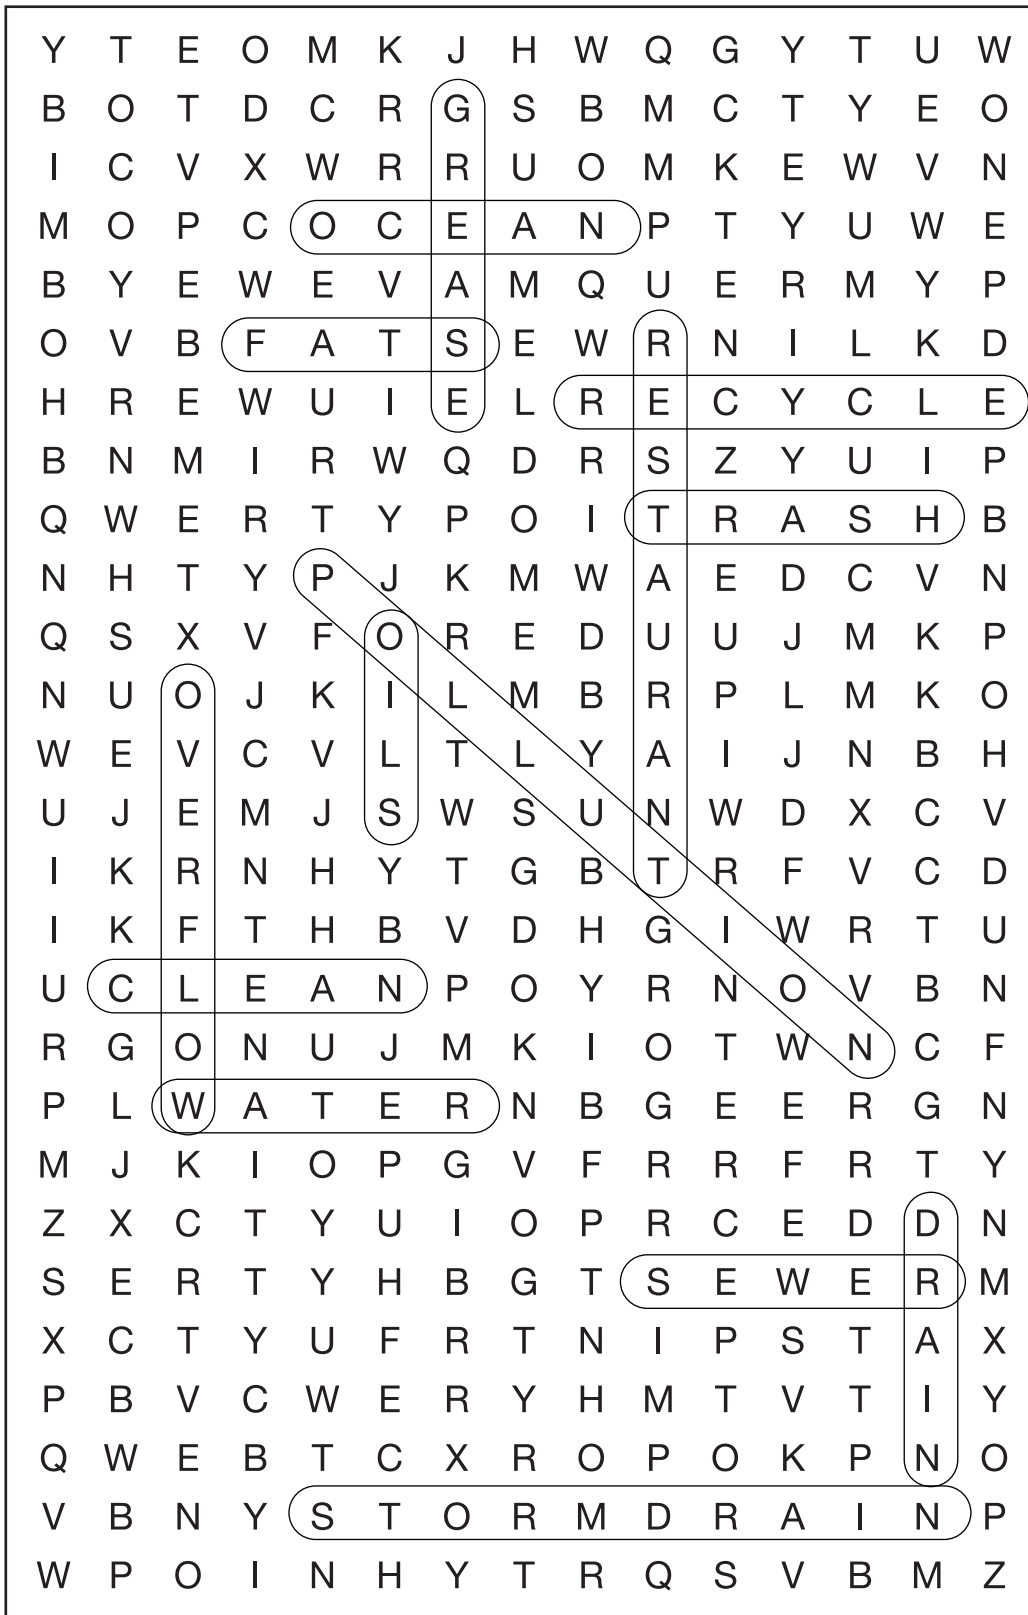 Y T E O M K J H W Q G Y T U W
B O T D C R G S B M C T Y E O
I C V X W R R U O M K E W V N
M O P C O C E A N P T Y U W E
B Y E W E V A M Q U E R M Y P
O V B F A T S E W R N I L K D
H R E W U I E L R E C Y C L E
B N M I R W Q D R S Z Y U I P
Q W E R T Y P O I T R A S H B
N H T Y P J K M W A E D C V N
Q S X V F O R E D U U J M K P
N U O J K I L M B R P L M K O
W E V C V L T L Y A I J N B H
U J E M J S W S U N W D X C V
I K R N H Y T G B T R F V C D
I K F T H B V D H G I W R T U
U C L E A N P O Y R N O V B N
R G O N U J M K I O T W N C F
P L W A T E R N B G E E R G N
M J K I O P G V F R R F R T Y
Z X C T Y U I O P R C E D D N
S E R T Y H B G T S E W E R M
X C T Y U F R T N I P S T A X
P B V C W E R Y H M T V T I Y
Q W E B T C X R O P O K P N O
V B N Y S T O R M D R A I N P
W P O I N H Y T R Q S V B M Z